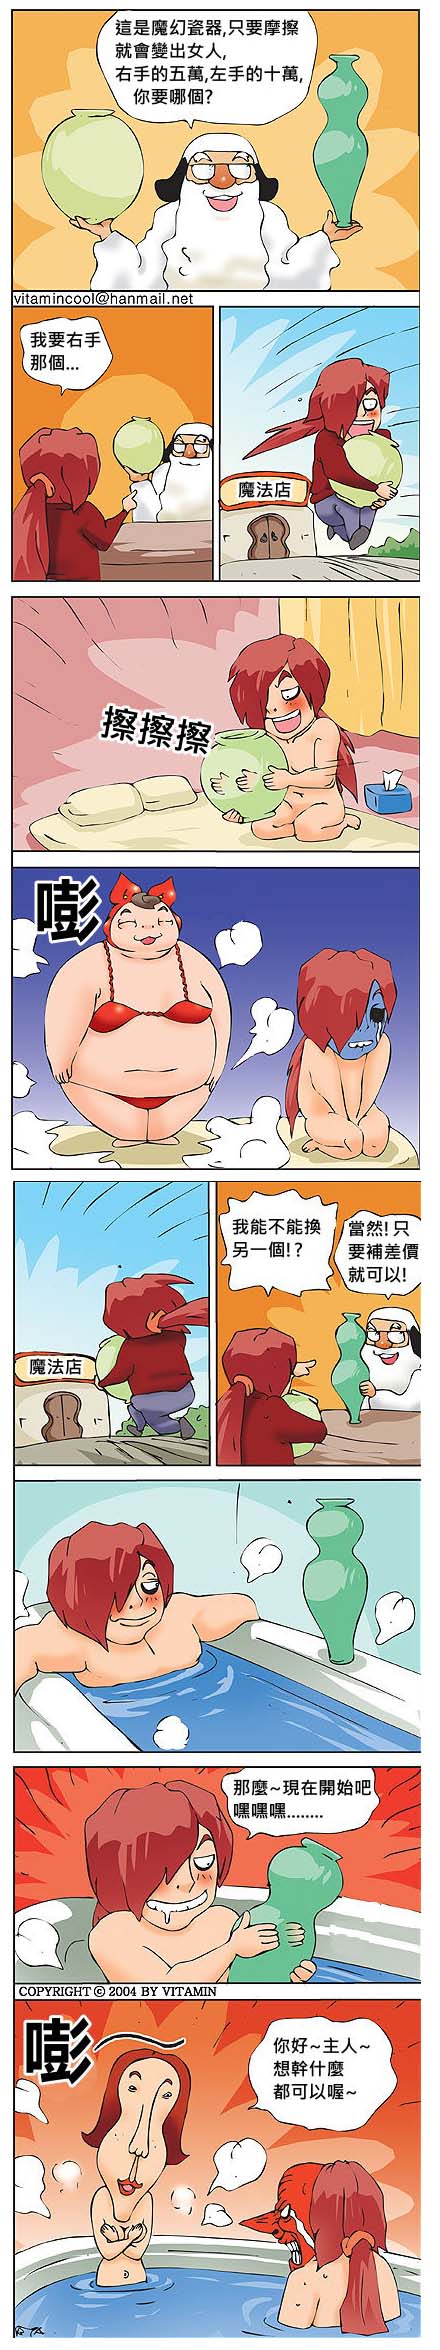 這是魔幻瓷器,只要摩擦
就會變出女人,
右手的五萬,左手的十萬,
你要哪個?
vitamincool@hanmail.net
我要右手
那個...
魔法店
擦擦擦
嘭
魔法店
我能不能換
另一個!?
當然!只
要補差價
就可以!
那麼~現在開始吧
嘿嘿嘿........
COPYRIGHT © 2004 BY VITAMIN
嘭~
你好~主人~
想幹什麼
都可以喔~